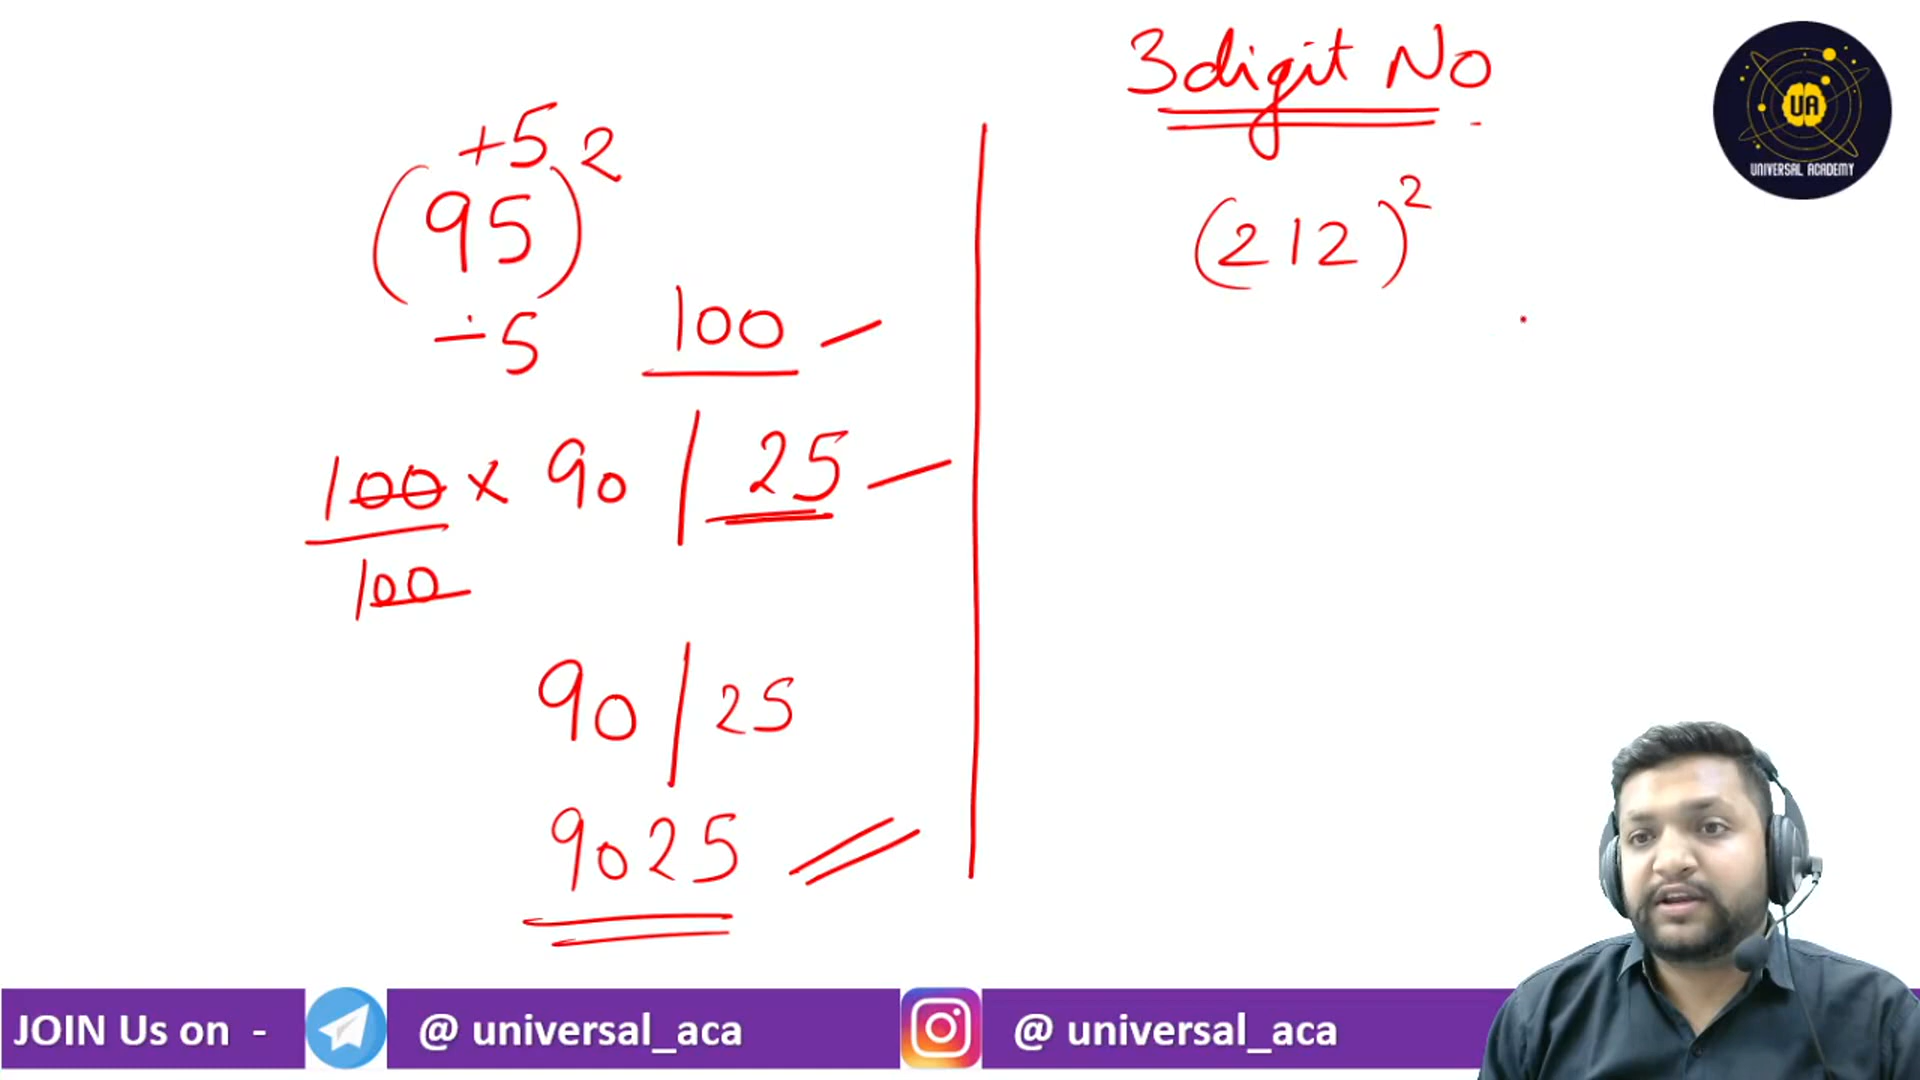 +5
(95)²
-5
100
100 × 90 / 25
100
90 / 25
9025
3digit No
(212)²
UA
UNIVERSAL ACADEMY
JOIN Us on - @ universal_aca @ universal_aca